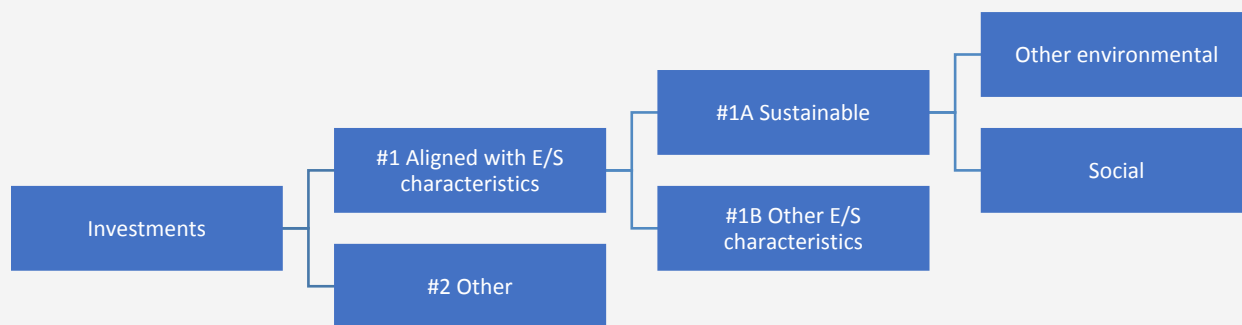 Investments
#1 Aligned with E/S
characteristics
#2 Other
#1A Sustainable
#1B Other E/S
characteristics
Other environmental
Social